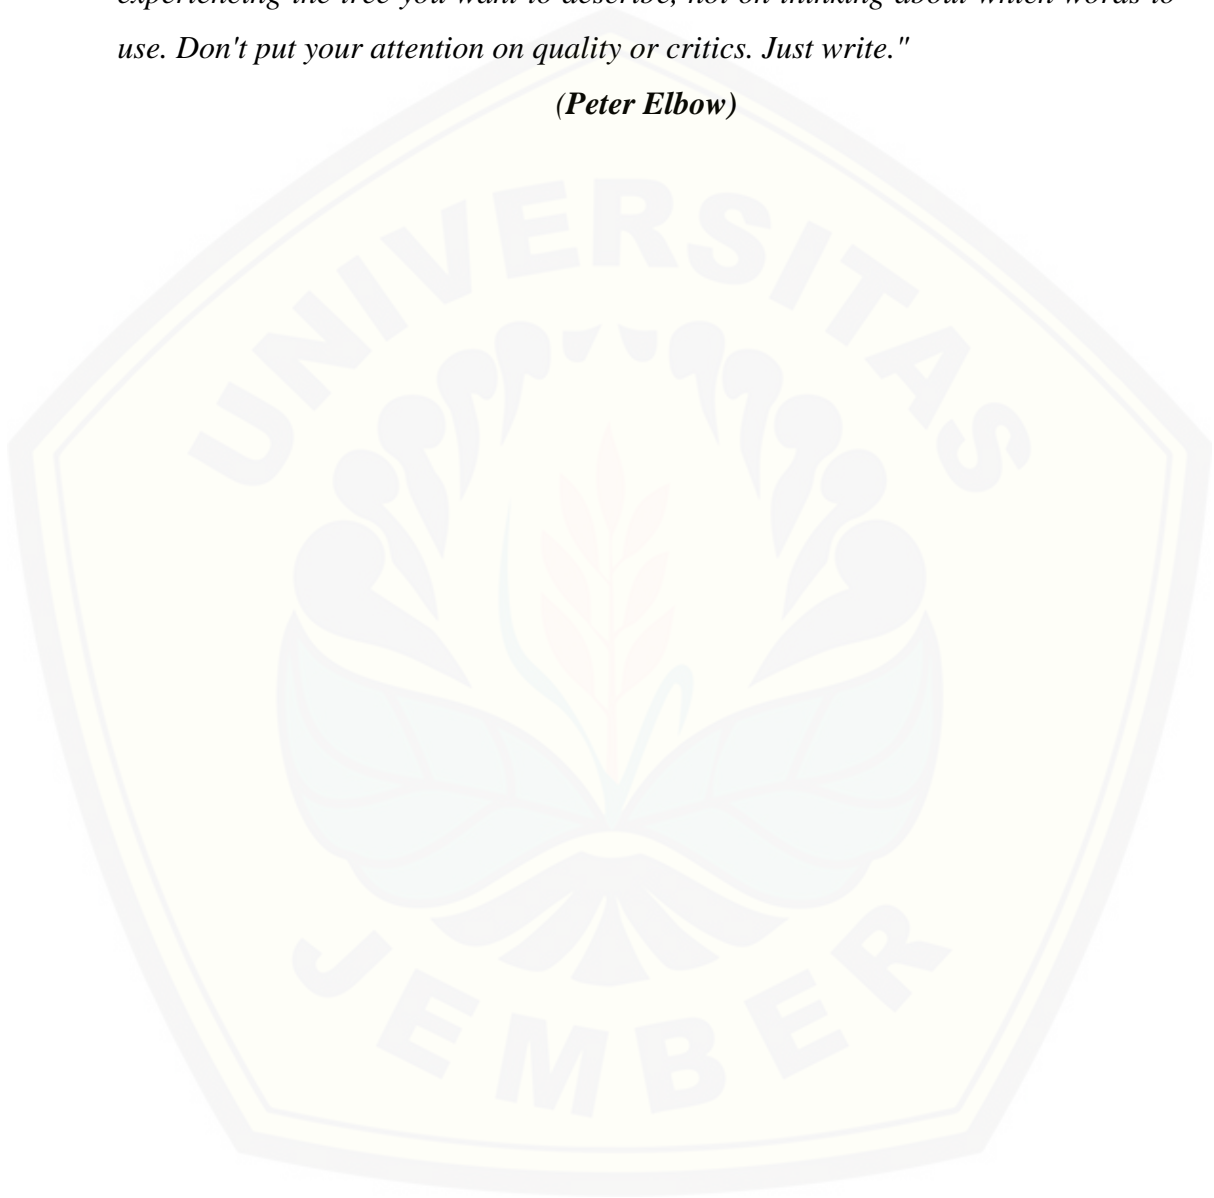 experiencing the tree you want to describe, not on thinking about which words to
use. Don't put your attention on quality or critics. Just write."
(Peter Elbow)
UNIVERSITAS
JEMBER